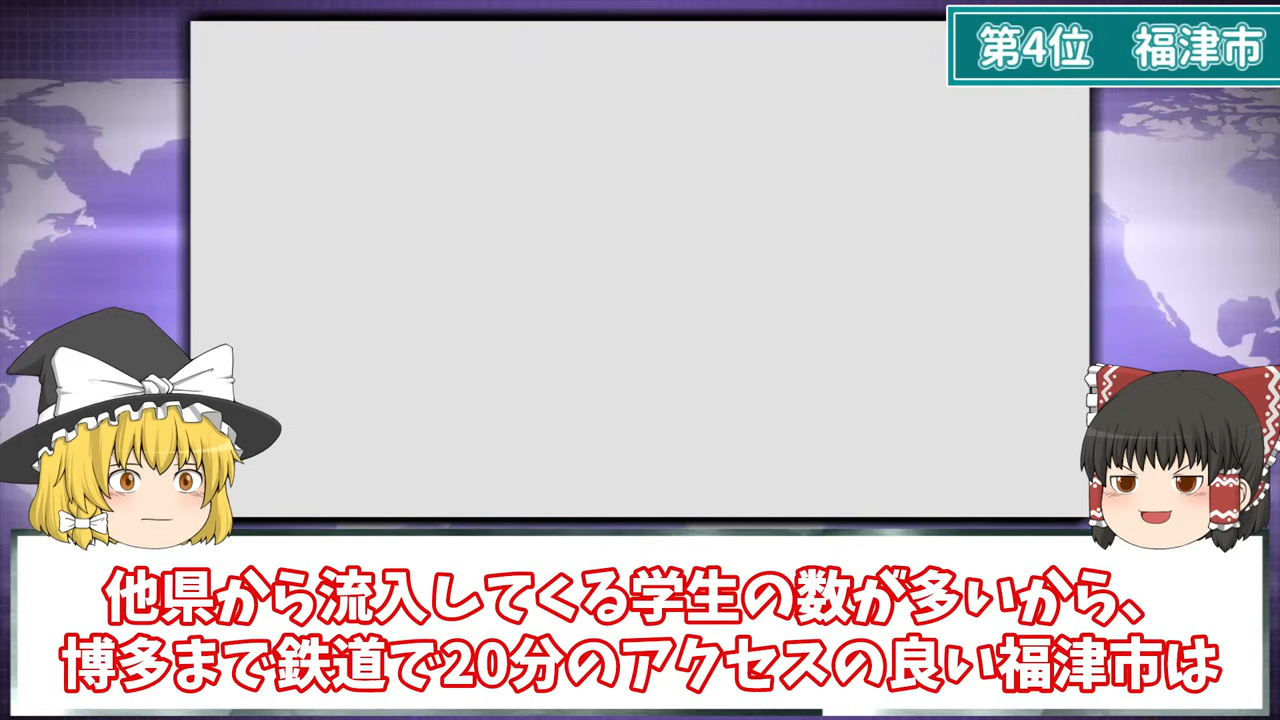 第4位　福津市
他県から流入してくる学生の数が多いから、
博多まで鉄道で20分のアクセスの良い福津市は